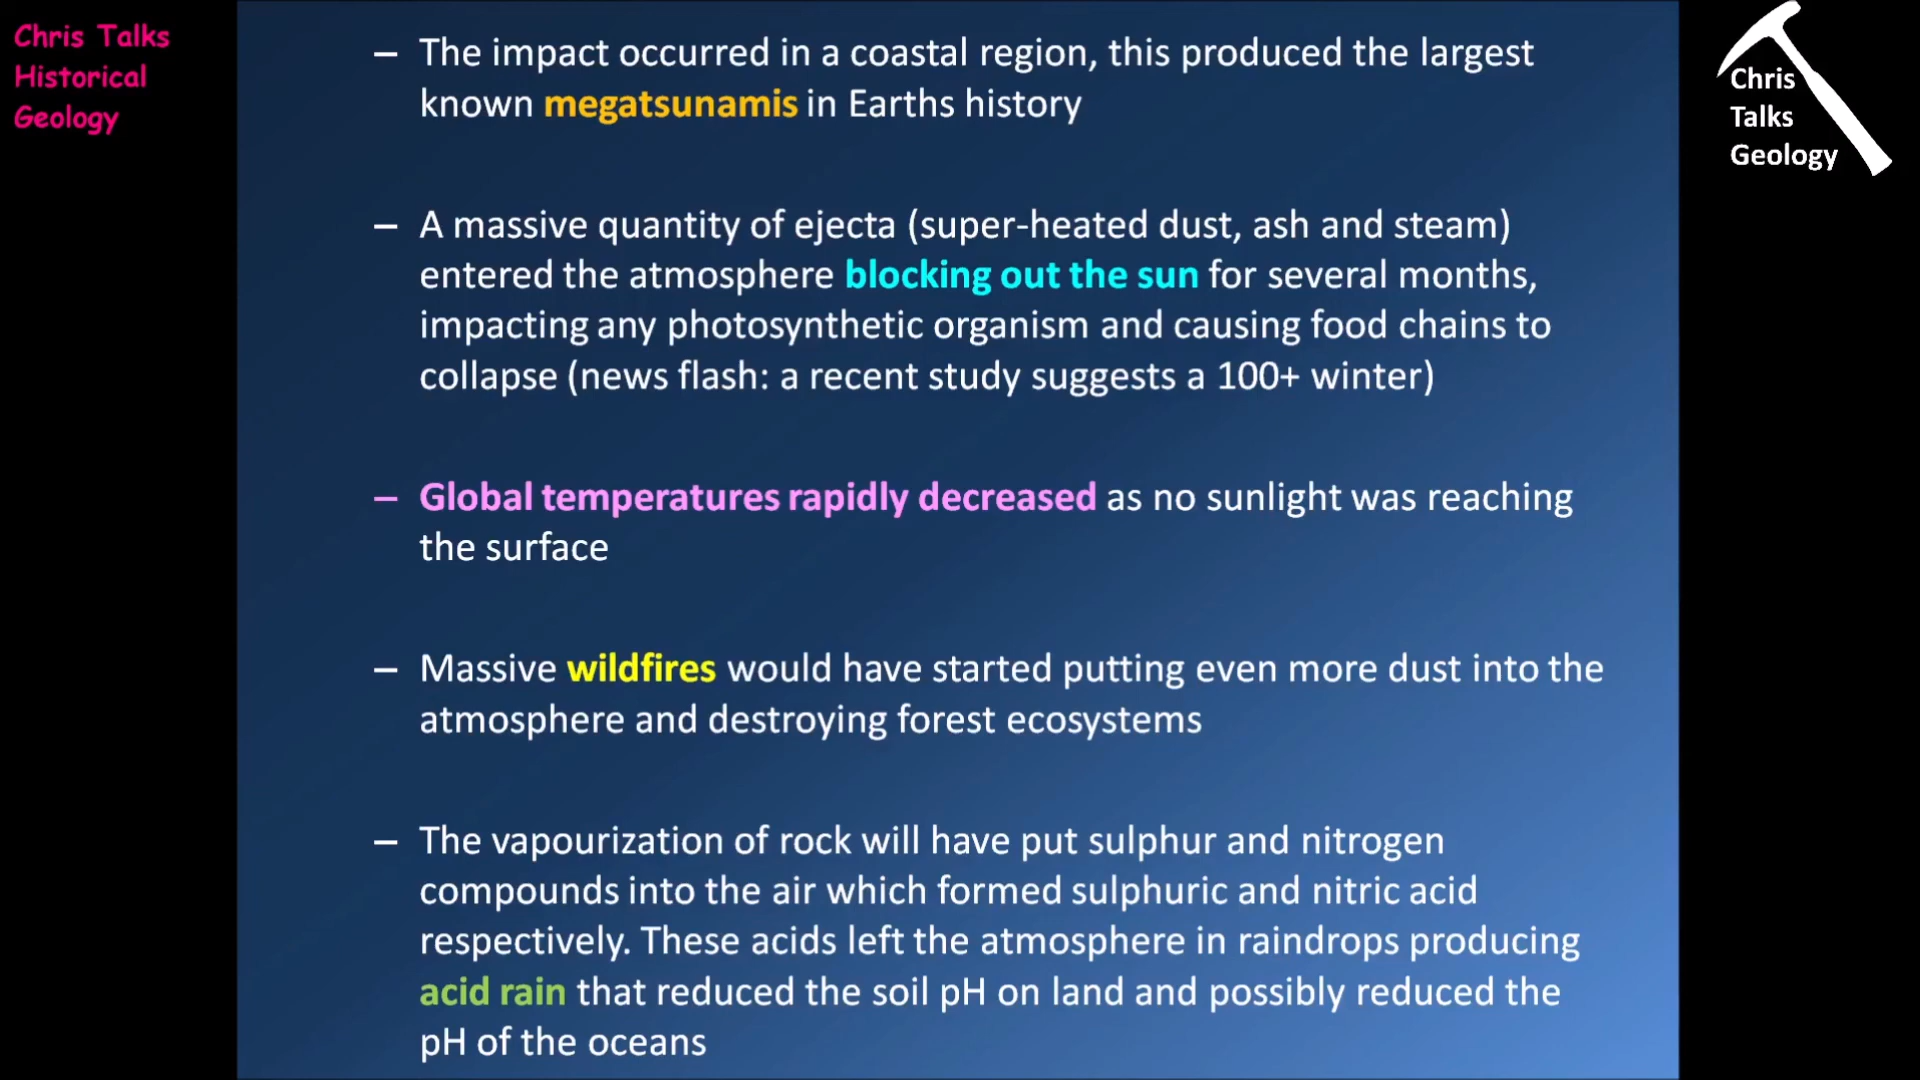 Chris Talks
Historical
Geology
– The impact occurred in a coastal region, this produced the largest
known megatsunamis in Earths history
– A massive quantity of ejecta (super-heated dust, ash and steam)
entered the atmosphere blocking out the sun for several months,
impacting any photosynthetic organism and causing food chains to
collapse (news flash: a recent study suggests a 100+ winter)
– Global temperatures rapidly decreased as no sunlight was reaching
the surface
– Massive wildfires would have started putting even more dust into the
atmosphere and destroying forest ecosystems
– The vapourization of rock will have put sulphur and nitrogen
compounds into the air which formed sulphuric and nitric acid
respectively. These acids left the atmosphere in raindrops producing
acid rain that reduced the soil pH on land and possibly reduced the
pH of the oceans
Chris
Talks
Geology